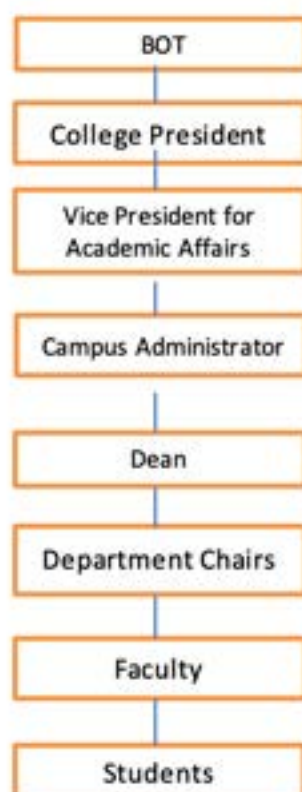 BOT
College President
Vice President for
Academic Affairs
Campus Administrator
Dean
Department Chairs
Faculty
Students